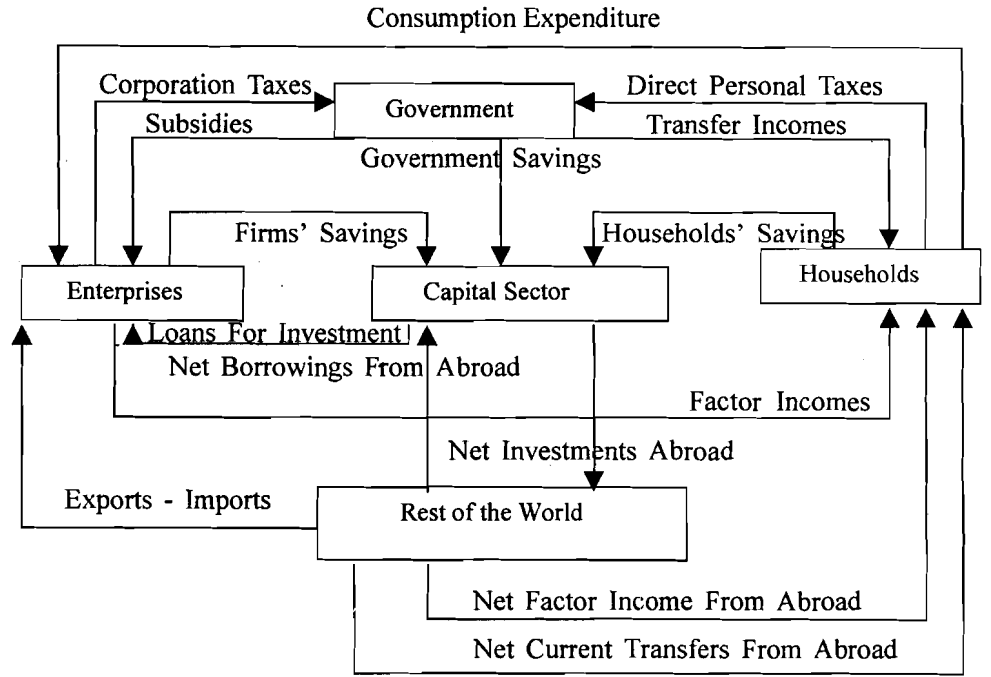 Consumption Expenditure
Corporation Taxes
Government
Direct Personal Taxes
Subsidies
Transfer Incomes
Government Savings
Firms' Savings
Households' Savings
Enterprises
Capital Sector
Households
Loans For Investment
Net Borrowings From Abroad
Factor Incomes
Net Investments Abroad
Exports - Imports
Rest of the World
Net Factor Income From Abroad
Net Current Transfers From Abroad